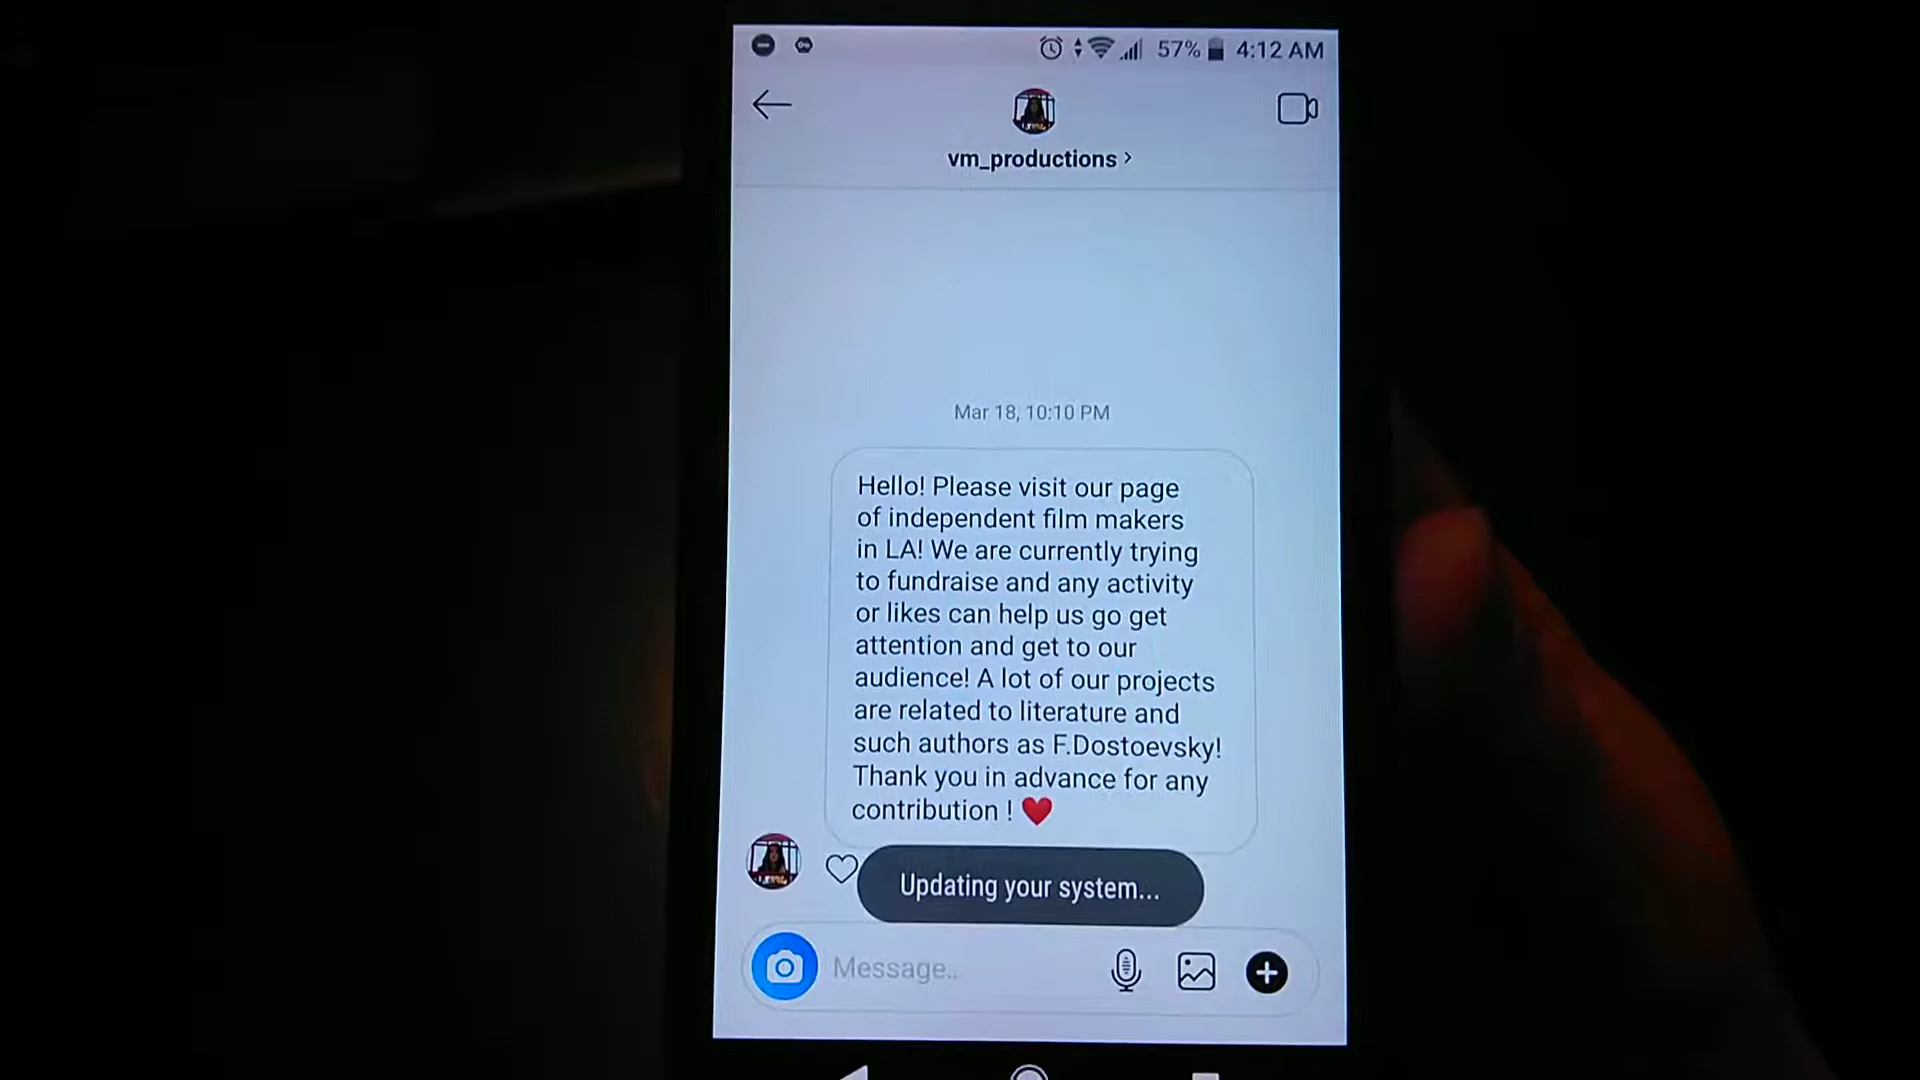 57% 4:12 AM
vm_productions >
Mar 18, 10:10 PM
Hello! Please visit our page
of independent film makers
in LA! We are currently trying
to fundraise and any activity
or likes can help us go get
attention and get to our
audience! A lot of our projects
are related to literature and
such authors as F.Dostoevsky!
Thank you in advance for any
contribution ! ❤️
Updating your system...
Message..